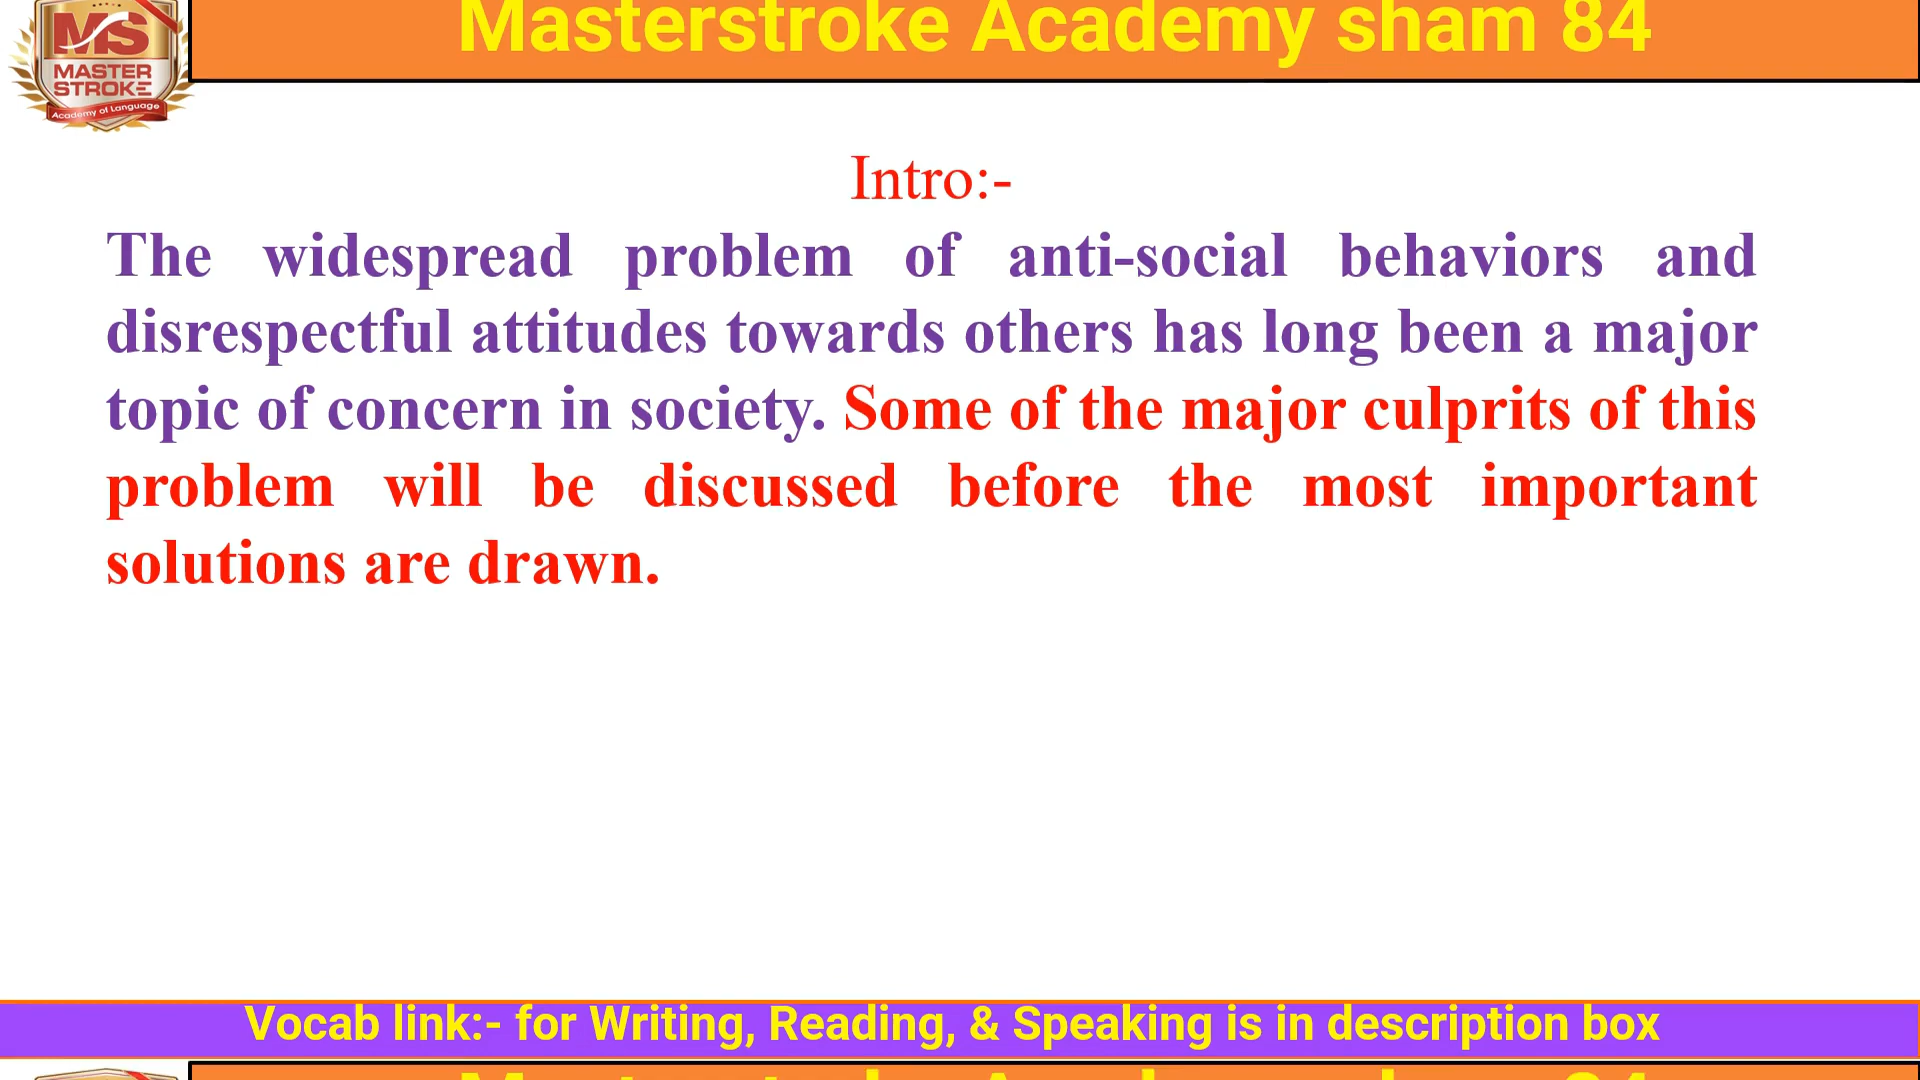 Masterstroke Academy sham 84
MS
MASTER
STROKE
Academy of Language
Intro:-
The widespread problem of anti-social behaviors and
disrespectful attitudes towards others has long been a major
topic of concern in society. Some of the major culprits of this
problem will be discussed before the most important
solutions are drawn.
Vocab link:- for Writing, Reading, & Speaking is in description box